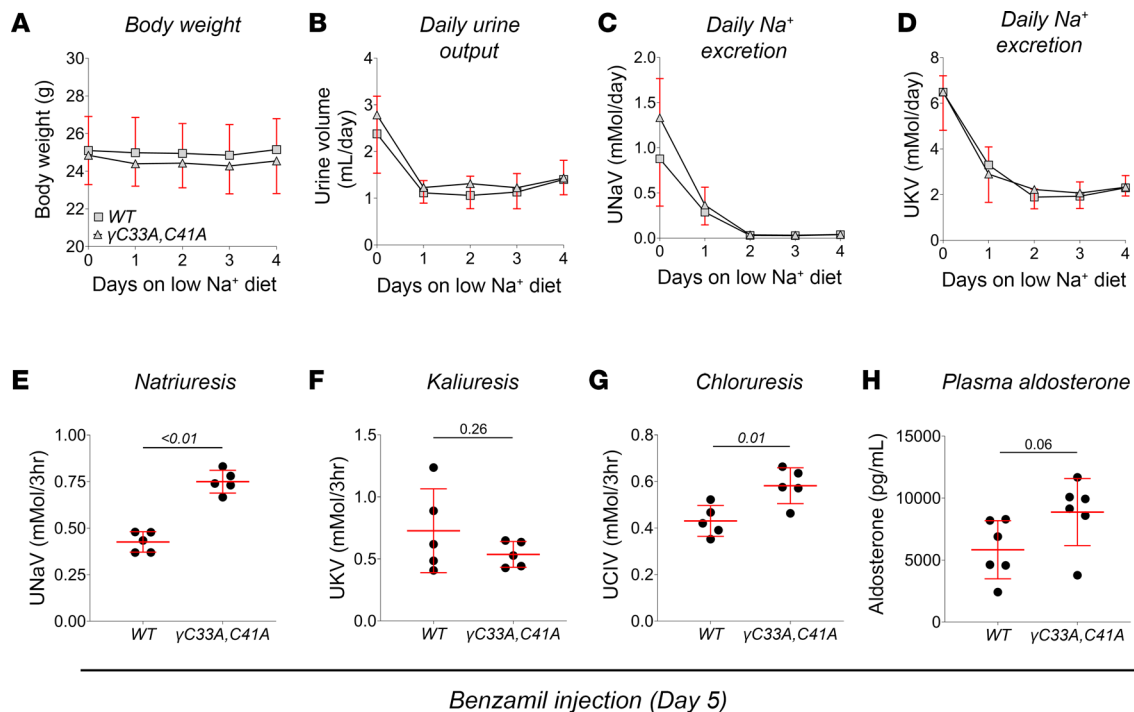 A
Body weight
Body weight (g)
30
28
26
24
22
20
WT
γC33A,C41A
0 1 2 3 4
Days on low Na⁺ diet
B
Daily urine
output
Urine volume
(mL/day)
4
3
2
1
0
0 1 2 3 4
Days on low Na⁺ diet
C
Daily Na⁺
excretion
UNaV (mMol/day)
2.0
1.5
1.0
0.5
0.0
0 1 2 3 4
Days on low Na⁺ diet
D
Daily Na⁺
excretion
UKV (mMol/day)
8
6
4
2
0
0 1 2 3 4
Days on low Na⁺ diet
E
Natriuresis
UNaV (mMol/3hr)
1.00
0.75
0.50
0.25
0.00
<0.01
WT γC33A,C41A
F
Kaliuresis
UKV (mMol/3hr)
1.5
1.0
0.5
0.0
0.26
WT γC33A,C41A
G
Chloruresis
UClV (mMol/3hr)
0.8
0.6
0.4
0.2
0.0
0.01
WT γC33A,C41A
H
Plasma aldosterone
Aldosterone (pg/mL)
15000
10000
5000
0
0.06
WT γC33A,C41A
Benzamil injection (Day 5)